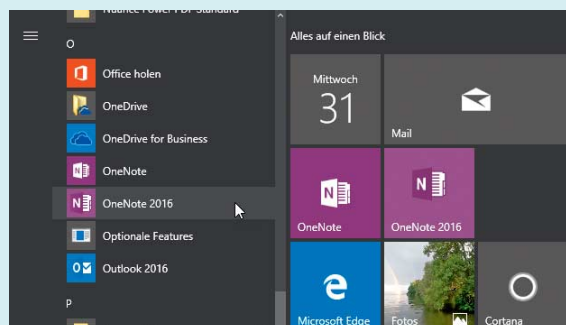 Nuance Power PDF Standard
O
Office holen
OneDrive
OneDrive for Business
OneNote
OneNote 2016
Optionale Features
Outlook 2016
P
Alles auf einen Blick
Mittwoch
31
Mail
OneNote
OneNote 2016
Microsoft Edge
Fotos
Cortana